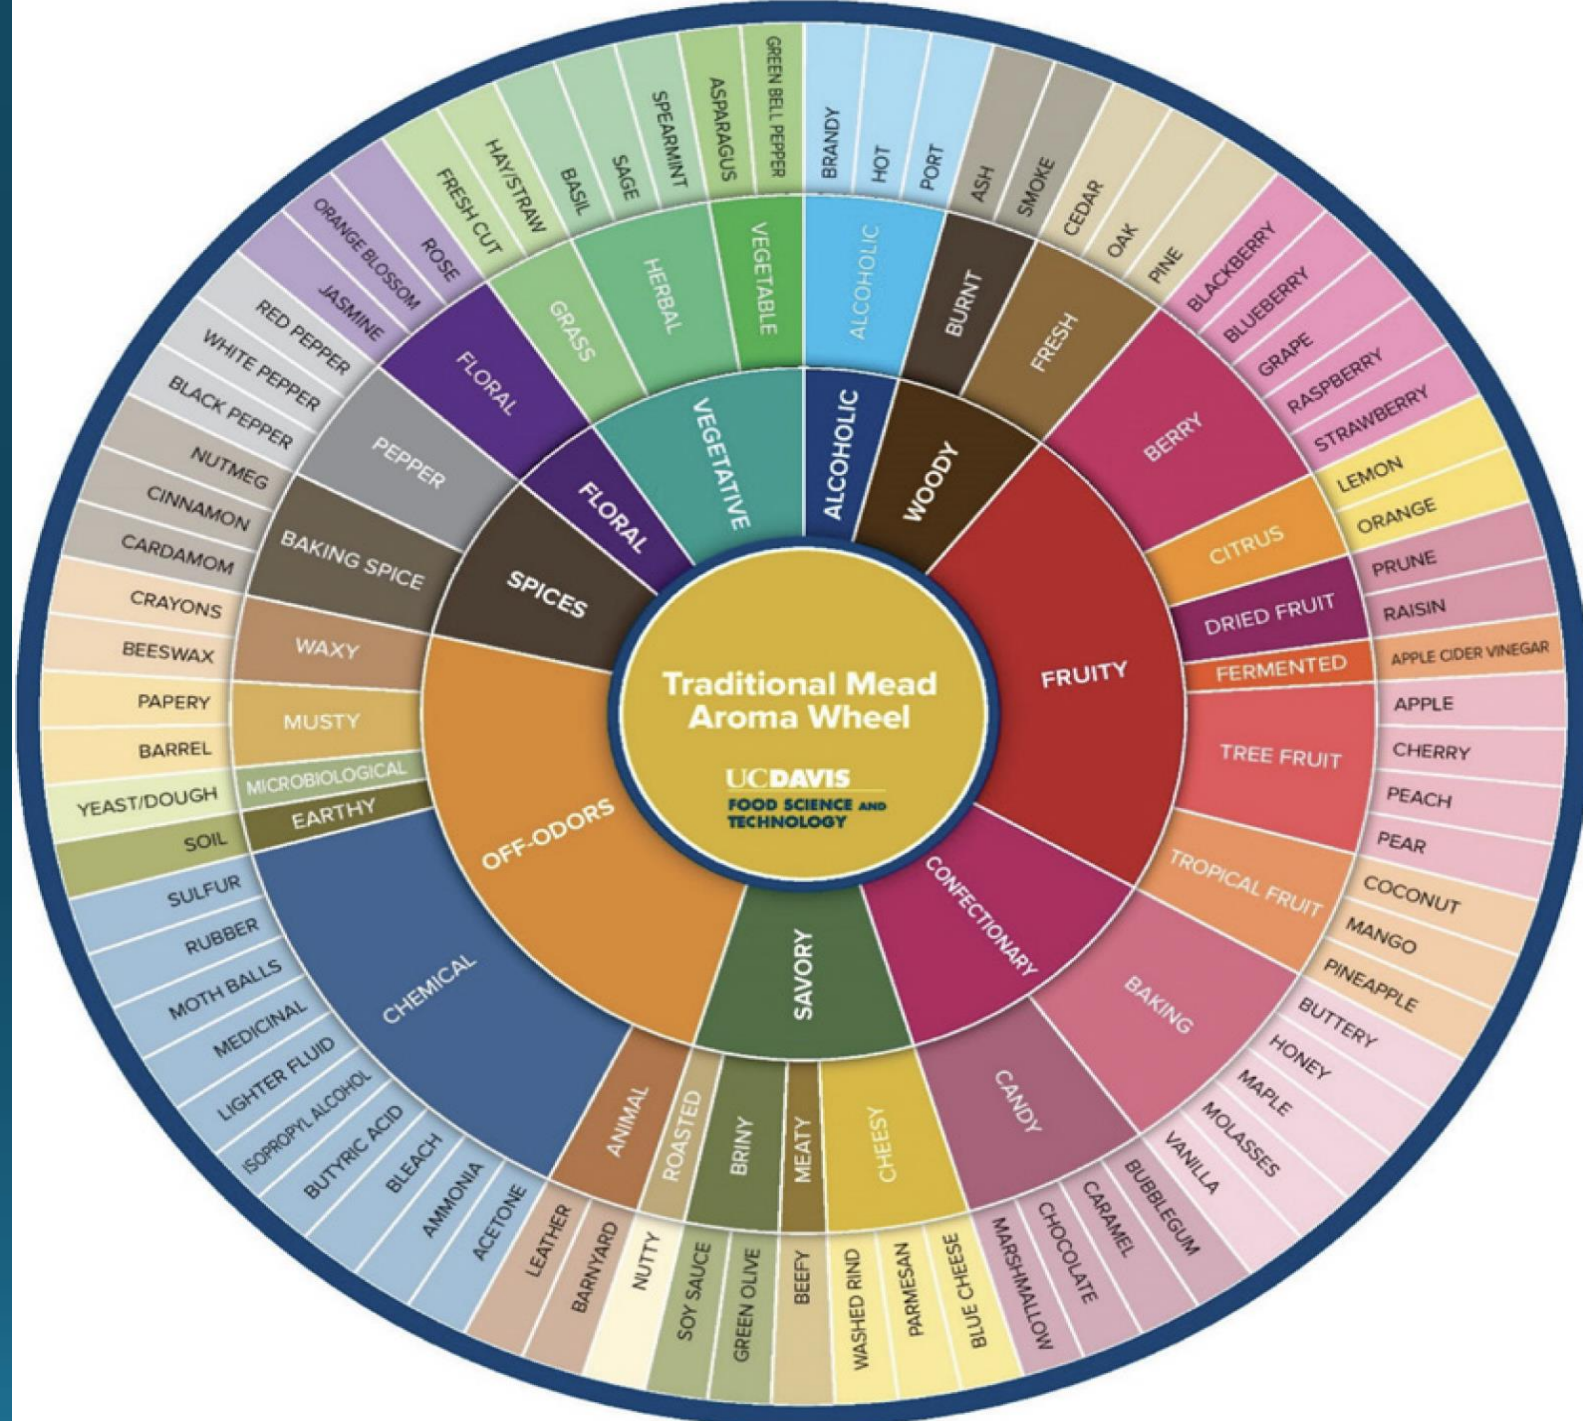 Traditional Mead
Aroma Wheel
UCDAVIS
FOOD SCIENCE AND
TECHNOLOGY
ALCOHOLIC
WOODY
FRUITY
CONFECTIONARY
SAVORY
OFF-ODORS
SPICES
FLORAL
VEGETATIVE
ALCOHOLIC
BURNT
FRESH
BERRY
CITRUS
DRIED FRUIT
FERMENTED
TREE FRUIT
TROPICAL FRUIT
BAKING
CANDY
CHEESY
MEATY
BRINY
ROASTED
ANIMAL
CHEMICAL
EARTHY
MICROBIOLOGICAL
MUSTY
WAXY
BAKING SPICE
PEPPER
FLORAL
GRASS
HERBAL
VEGETABLE
BRANDY
HOT
PORT
ASH
SMOKE
CEDAR
OAK
PINE
BLACKBERRY
BLUEBERRY
GRAPE
RASPBERRY
STRAWBERRY
LEMON
ORANGE
PRUNE
RAISIN
APPLE CIDER VINEGAR
APPLE
CHERRY
PEACH
PEAR
COCONUT
MANGO
PINEAPPLE
BUTTERY
HONEY
MAPLE
MOLASSES
VANILLA
BUBBLEGUM
CARAMEL
CHOCOLATE
MARSHMALLOW
BLUE CHEESE
PARMESAN
WASHED RIND
BEEFY
GREEN OLIVE
SOY SAUCE
NUTTY
BARNYARD
LEATHER
ACETONE
AMMONIA
BLEACH
BUTYRIC ACID
ISOPROPYL ALCOHOL
LIGHTER FLUID
MEDICINAL
MOTH BALLS
RUBBER
SULFUR
SOIL
YEAST/DOUGH
BARREL
PAPERY
BEESWAX
CRAYONS
CARDAMOM
CINNAMON
NUTMEG
BLACK PEPPER
WHITE PEPPER
RED PEPPER
JASMINE
ORANGE BLOSSOM
ROSE
FRESH CUT
HAY/STRAW
BASIL
SAGE
SPEARMINT
ASPARAGUS
GREEN BELL PEPPER